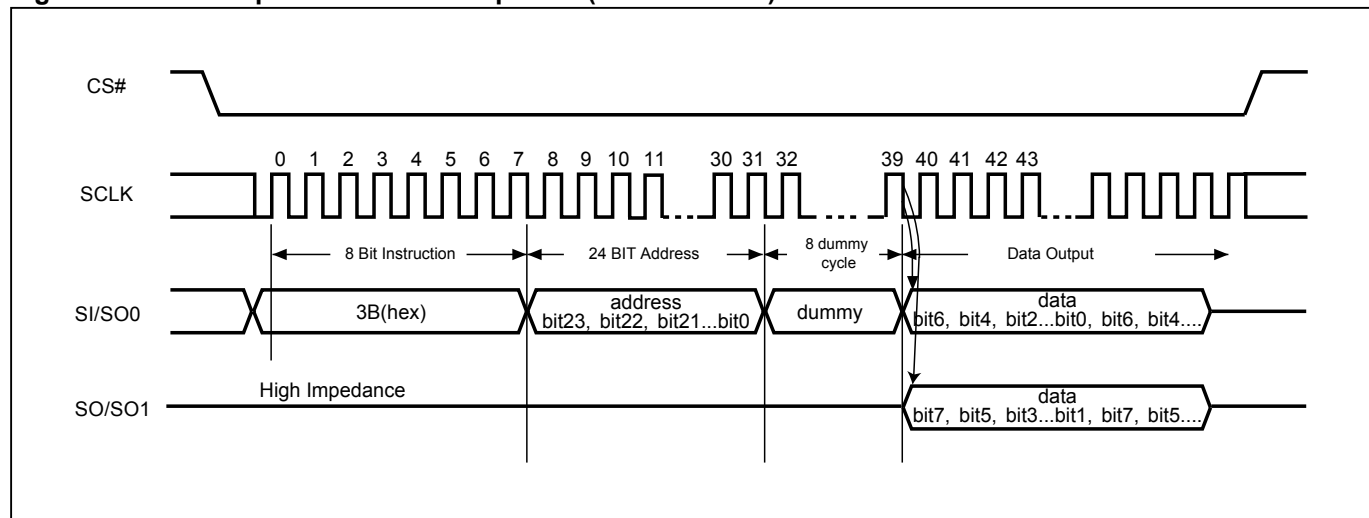 CS#
0 1 2 3 4 5 6 7 8 9 10 11 30 31 32 39 40 41 42 43
SCLK
8 Bit Instruction
24 BIT Address
8 dummy
cycle
Data Output
SI/SO0
3B(hex)
address
bit23, bit22, bit21...bit0
dummy
data
bit6, bit4, bit2...bit0, bit6, bit4....
High Impedance
SO/SO1
data
bit7, bit5, bit3...bit1, bit7, bit5....